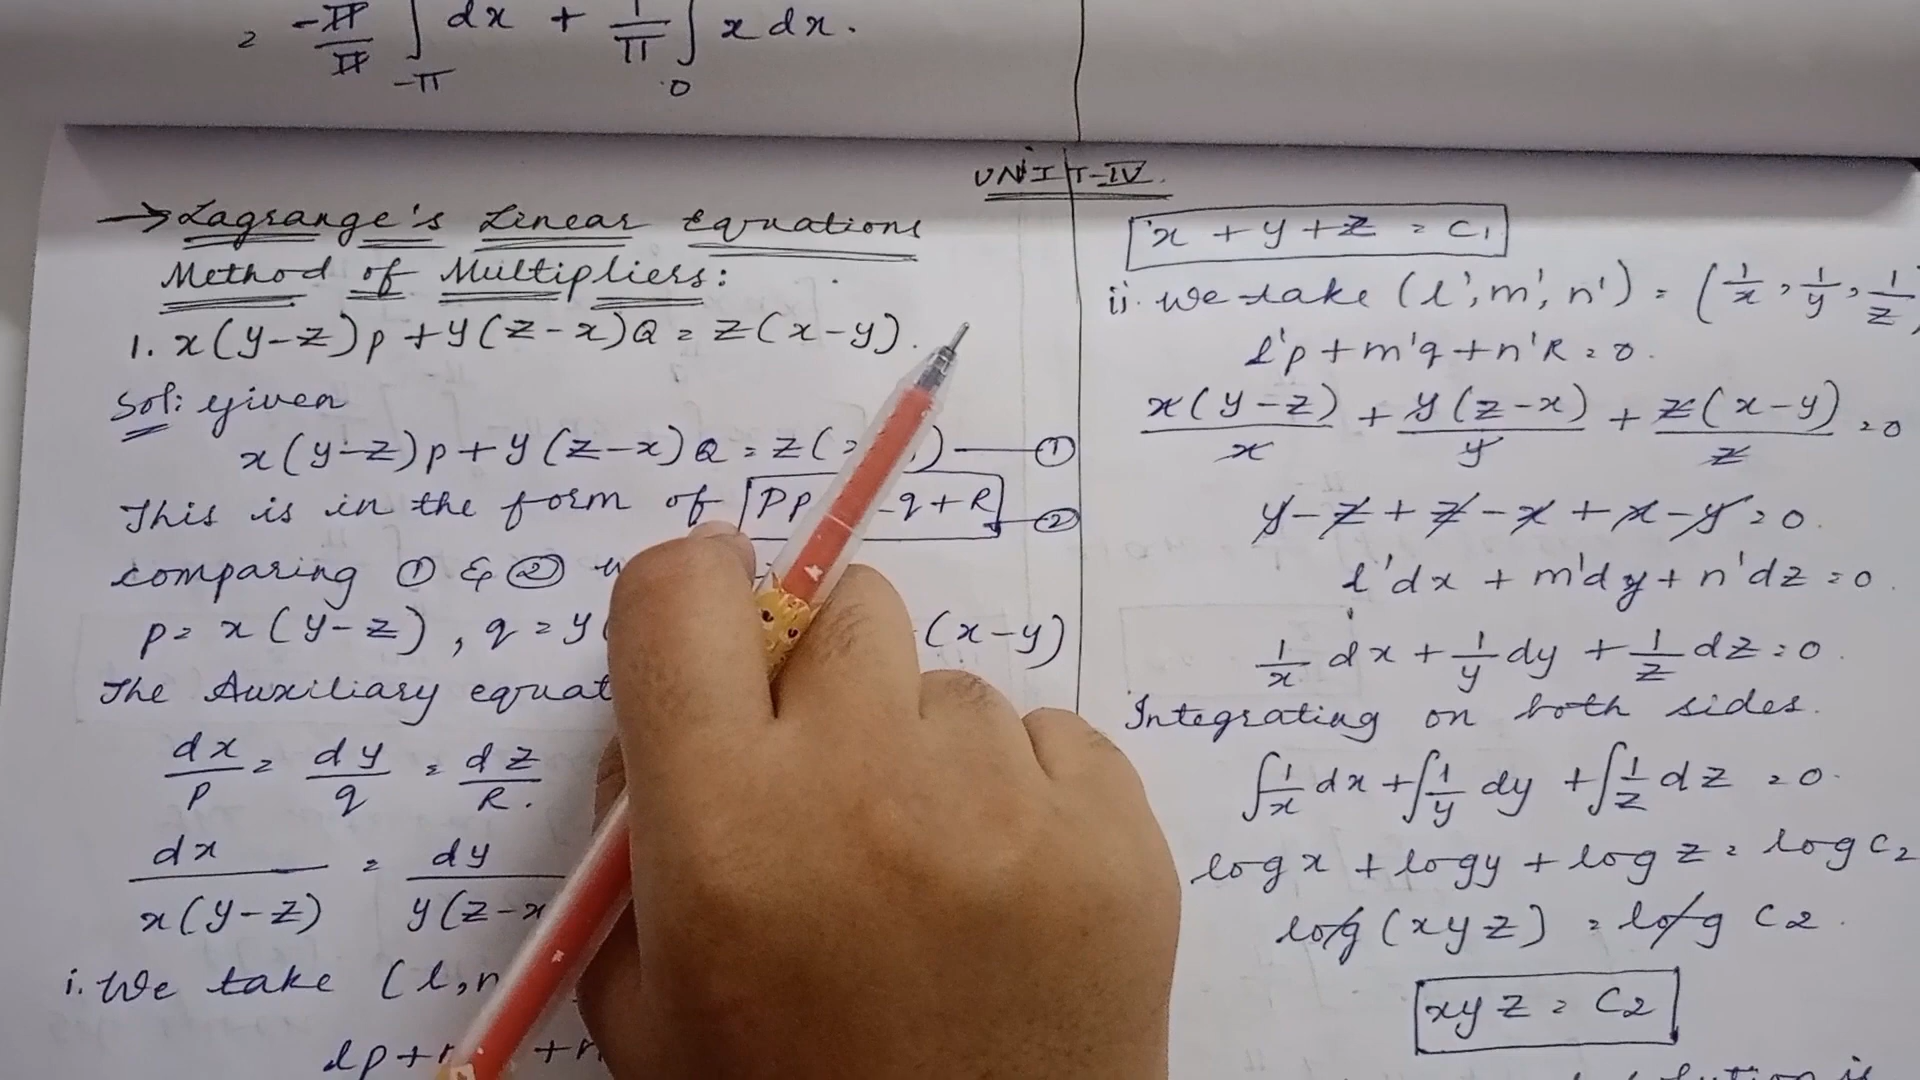 = -π/π ∫ dx + 1/π ∫ x dx.
-π 0
UNIT-IV.
→ Lagrange's Linear Equations
Method of Multipliers:
1. x(y-z)p + y(z-x)Q = z(x-y).
Sol: given
x(y-z)p + y(z-x)Q = z( ) — ①
This is in the form of Pp q + R — ②
comparing ① & ②
p = x(y-z), q = y( (x-y)
The Auxiliary equat
dx/p = dy/q = dz/R.
dx/x(y-z) = dy/y(z-x
i. We take (l,
lp +
x + y + z = c1
ii. We take (l', m', n') = (1/x, 1/y, 1/z)
l'p + m'q + n'R = 0.
x(y-z)/x + y(z-x)/y + z(x-y)/z = 0
y - z + z - x + x - y = 0.
l'dx + m'dy + n'dz = 0.
1/x dx + 1/y dy + 1/z dz = 0.
Integrating on both sides.
∫1/x dx + ∫1/y dy + ∫1/z dz = 0.
log x + log y + log z = log c2
log (xyz) = log c2.
xyz = c2